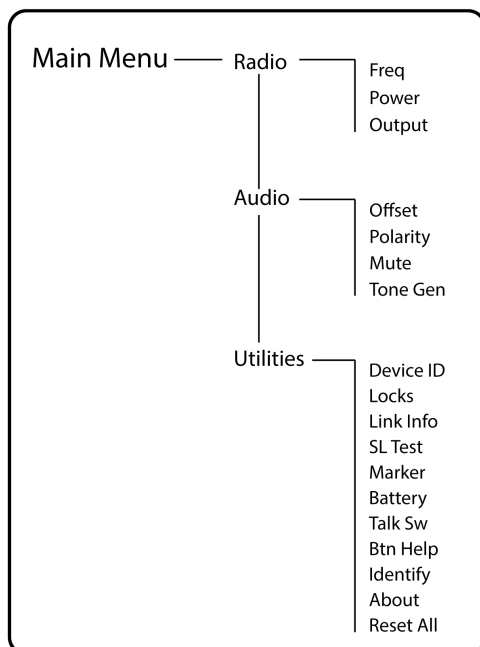 Main Menu
Radio
Freq
Power
Output
Audio
Offset
Polarity
Mute
Tone Gen
Utilities
Device ID
Locks
Link Info
SL Test
Marker
Battery
Talk Sw
Btn Help
Identify
About
Reset All